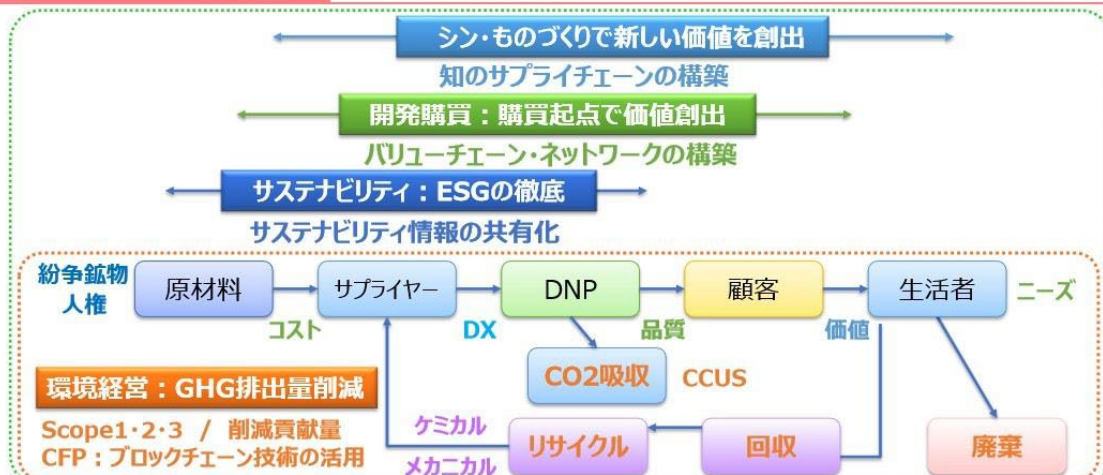 シン・ものづくりで新しい価値を創出
知のサプライチェーンの構築
開発購買：購買起点で価値創出
バリューチェーン・ネットワークの構築
サステナビリティ：ESGの徹底
サステナビリティ情報の共有化
紛争鉱物
人権
原材料
サプライヤー
DNP
顧客
生活者
ニーズ
コスト
DX
品質
価値
CO2吸収
CCUS
環境経営：GHG排出量削減
Scope1・2・3 / 削減貢献量
CFP：ブロックチェーン技術の活用
ケミカル
メカニカル
リサイクル
回収
廃棄